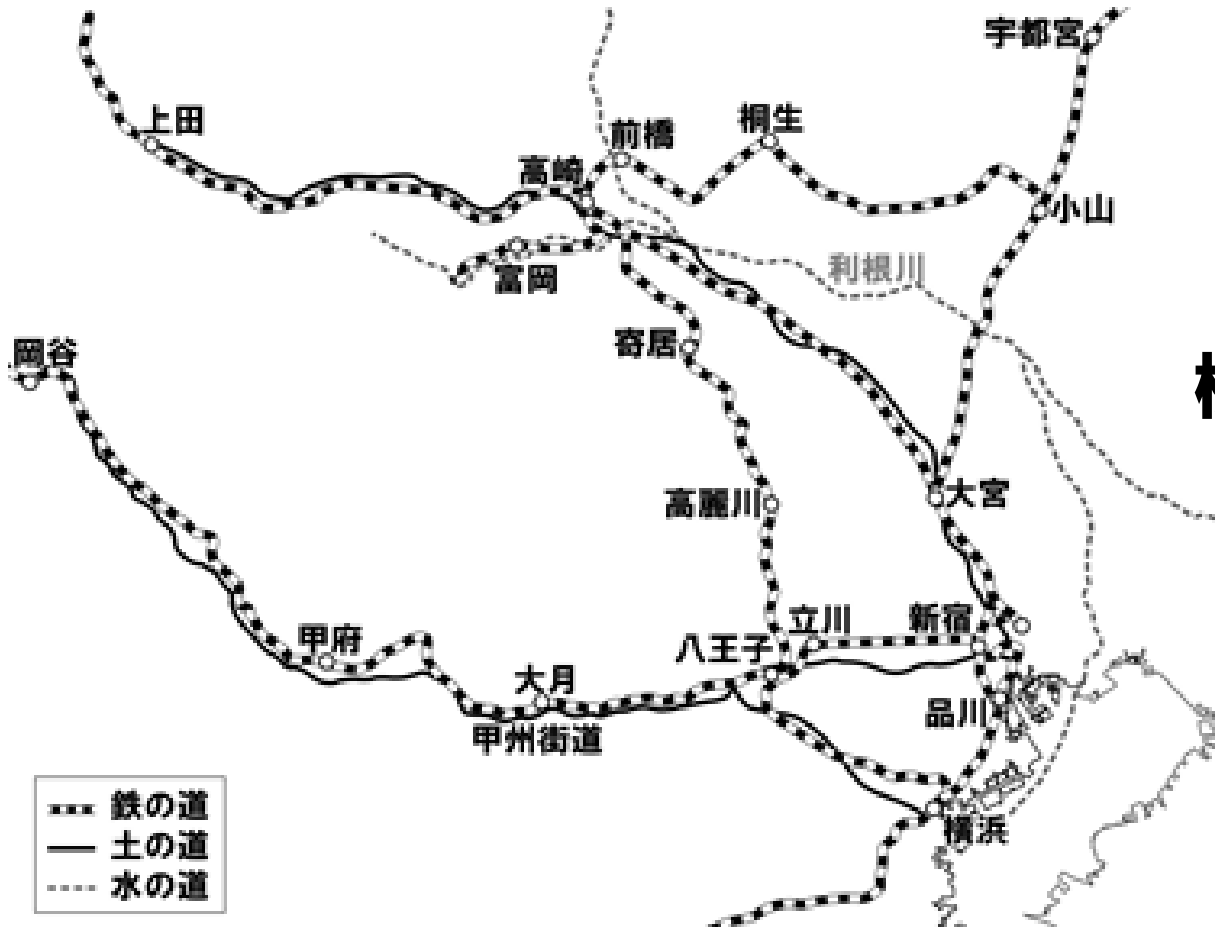 宇都宮
上田
前橋
桐生
高崎
小山
富岡
利根川
寄居
岡谷
高麗川
大宮
立川
新宿
甲府
八王子
大月
品川
甲州街道
横浜
鉄の道
土の道
水の道